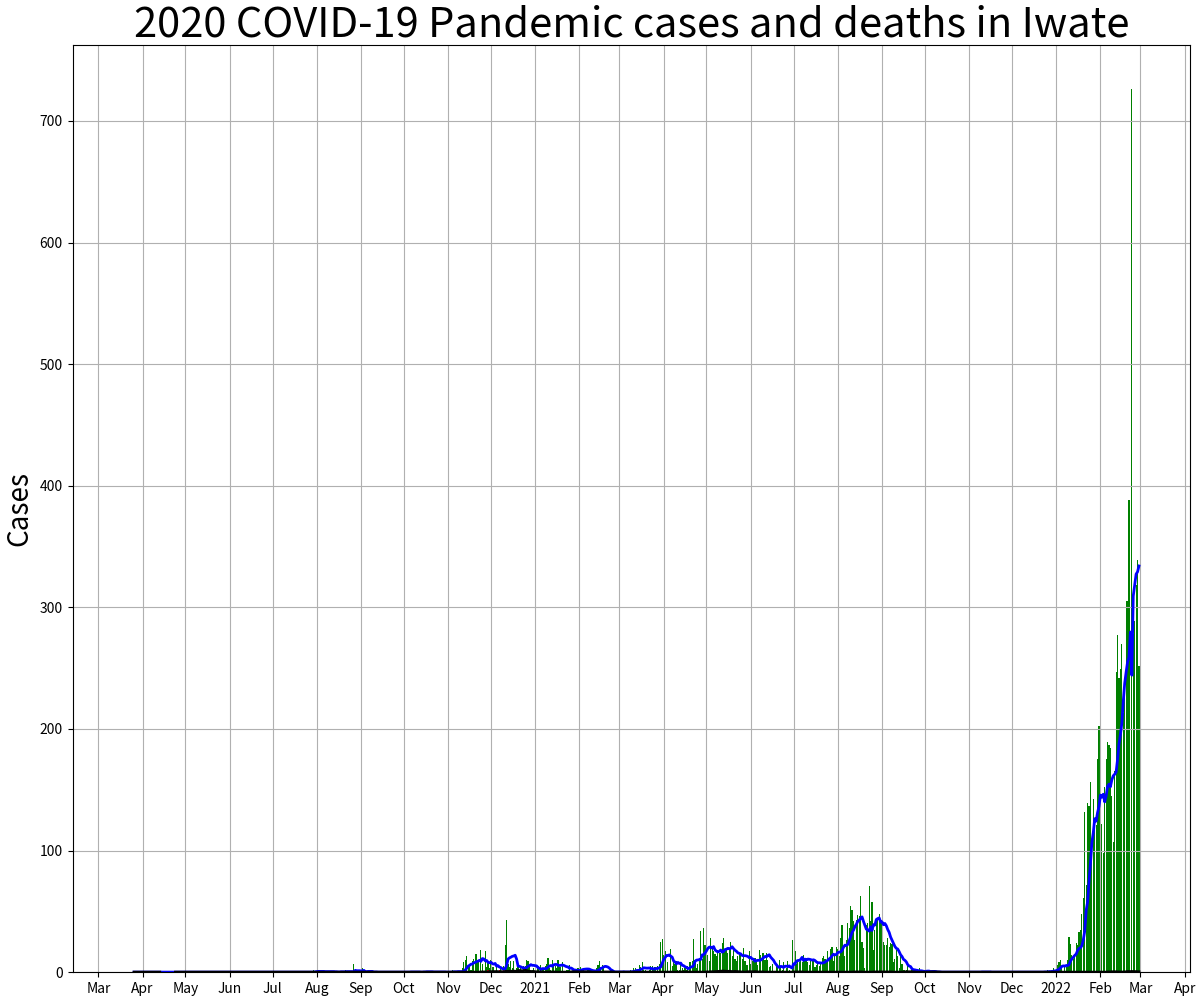 2020 COVID-19 Pandemic cases and deaths in Iwate
700
600
500
400
300
200
100
0
Cases
Mar Apr May Jun Jul Aug Sep Oct Nov Dec 2021 Feb Mar Apr May Jun Jul Aug Sep Oct Nov Dec 2022 Feb Mar Apr